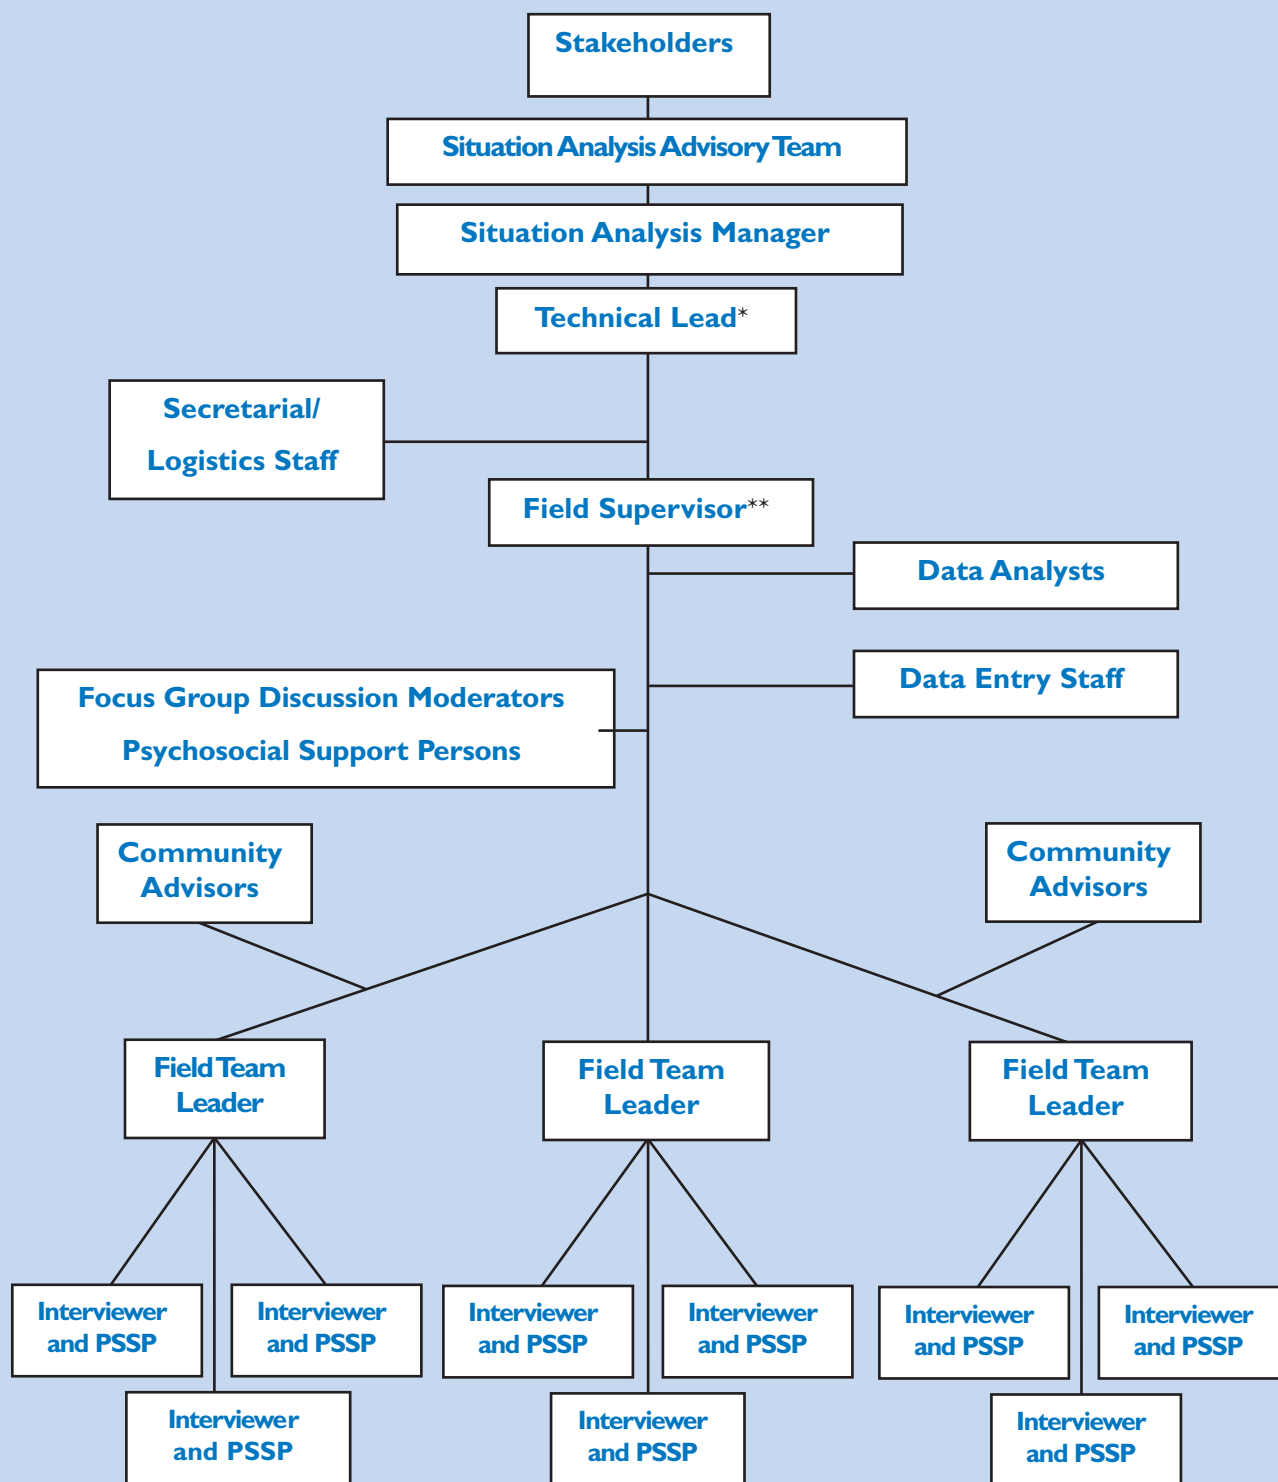 Stakeholders
Situation Analysis Advisory Team
Situation Analysis Manager
Technical Lead*
Secretarial/
Logistics Staff
Field Supervisor**
Data Analysts
Data Entry Staff
Focus Group Discussion Moderators
Psychosocial Support Persons
Community
Advisors
Community
Advisors
Field Team
Leader
Field Team
Leader
Field Team
Leader
Interviewer
and PSSP
Interviewer
and PSSP
Interviewer
and PSSP
Interviewer
and PSSP
Interviewer
and PSSP
Interviewer
and PSSP
Interviewer
and PSSP
Interviewer
and PSSP
Interviewer
and PSSP